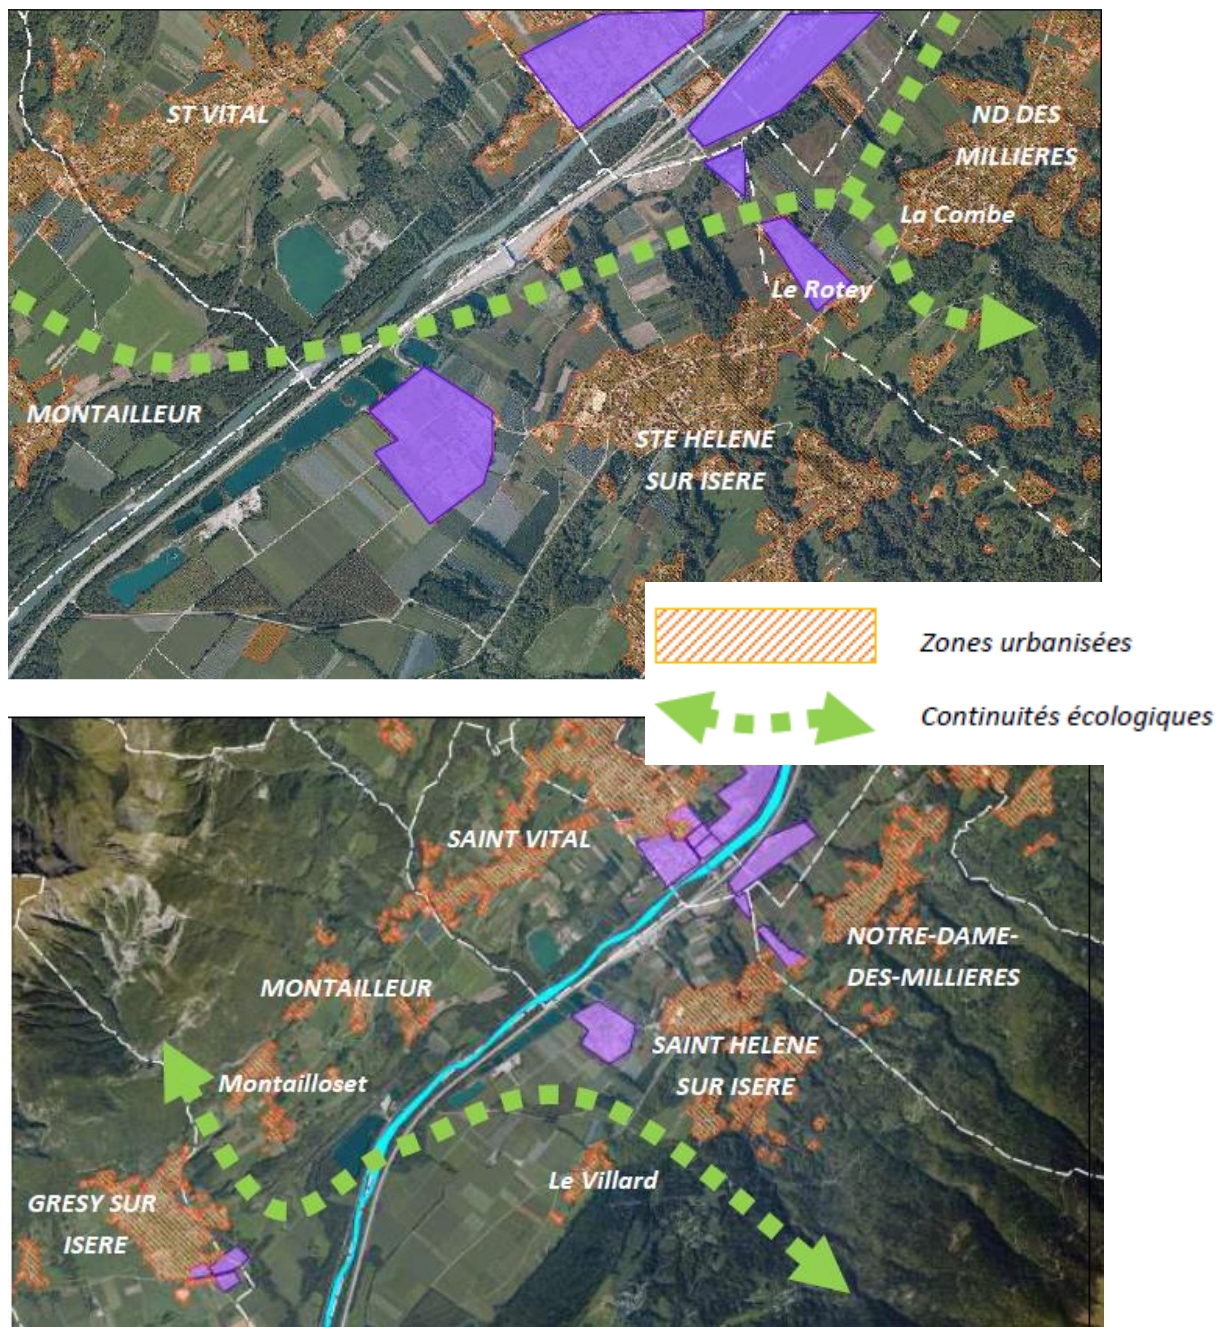 ST VITAL
ND DES
MILLIERES
La Combe
Le Rotey
MONTAILLEUR
STE HELENE
SUR ISERE
Zones urbanisées
Continuités écologiques
SAINT VITAL
NOTRE-DAME-
DES-MILLIERES
MONTAILLEUR
SAINT HELENE
SUR ISERE
Montailloset
Le Villard
GRESY SUR
ISERE